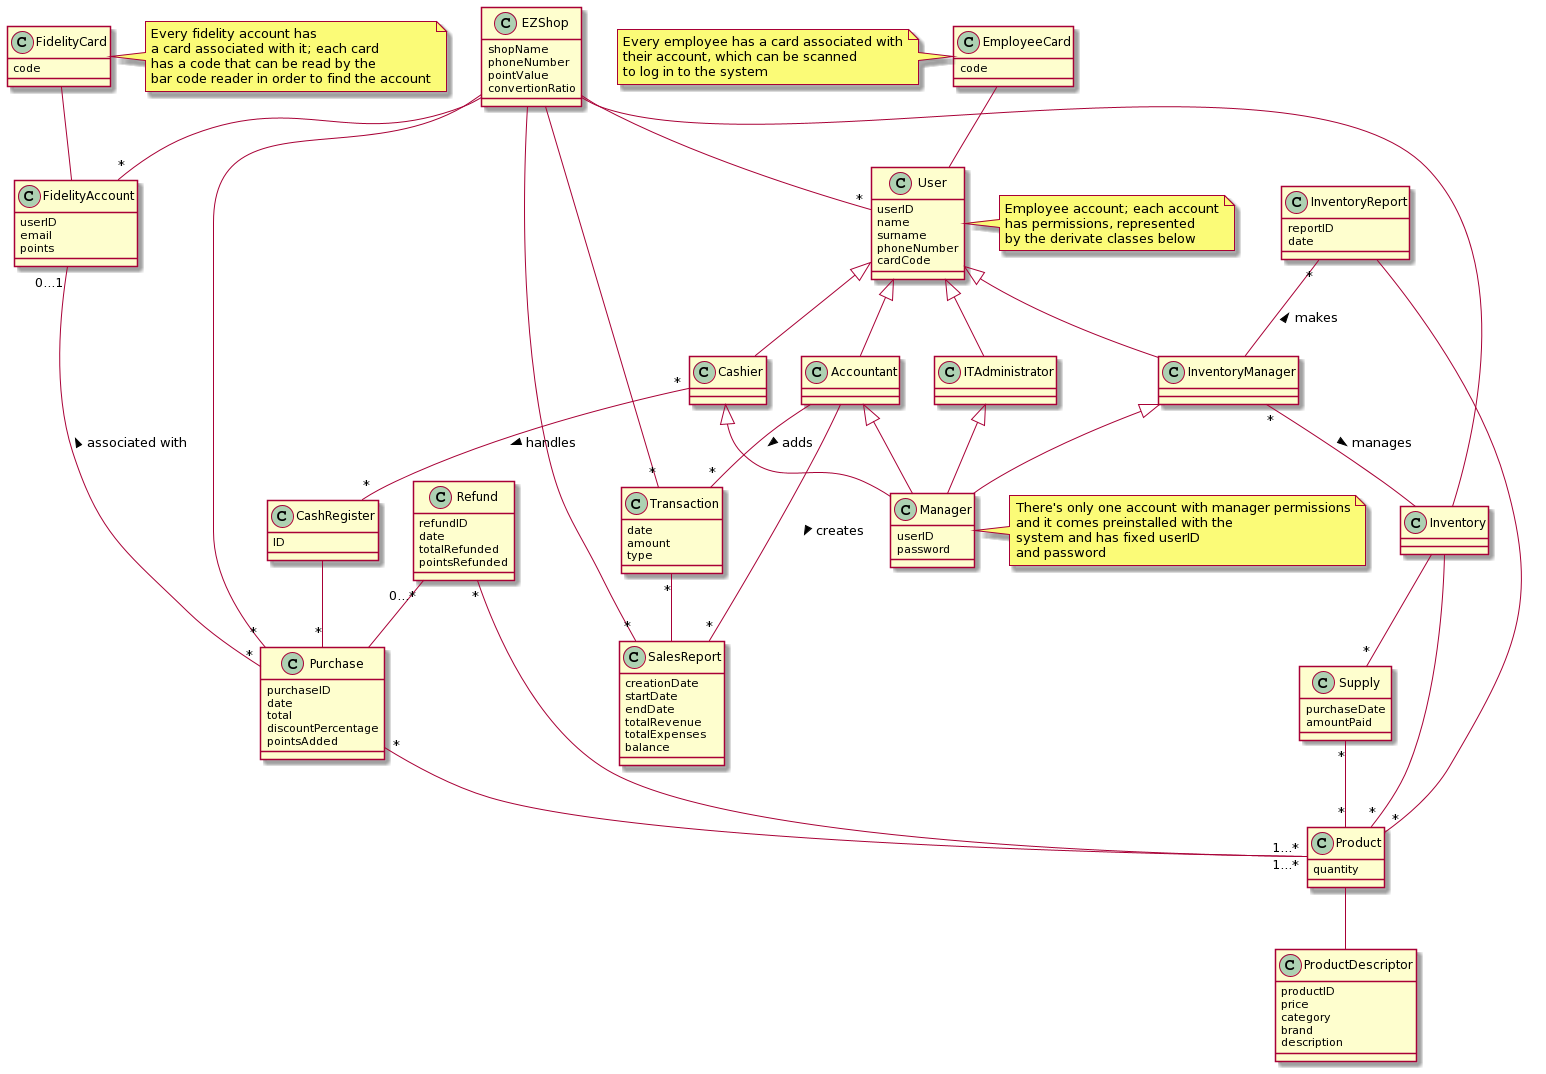 C FidelityCard
code
Every fidelity account has
a card associated with it; each card
has a code that can be read by the
bar code reader in order to find the account
C EZShop
shopName
phoneNumber
pointValue
convertionRatio
Every employee has a card associated with
their account, which can be scanned
to log in to the system
C EmployeeCard
code
*
C FidelityAccount
userID
email
points
0...1
*
C User
userID
name
surname
phoneNumber
cardCode
Employee account; each account
has permissions, represented
by the derivate classes below
C InventoryReport
reportID
date
*
makes
C Cashier
*
C Accountant
C ITAdministrator
C InventoryManager
*
associated with
handles
adds
manages
*
*
*
C CashRegister
ID
C Refund
refundID
date
totalRefunded
pointsRefunded
0...*
*
C Transaction
date
amount
type
*
creates
C Manager
userID
password
There's only one account with manager permissions
and it comes preinstalled with the
system and has fixed userID
and password
C Inventory
*
*
*
*
*
*
C Purchase
purchaseID
date
total
discountPercentage
pointsAdded
*
C SalesReport
creationDate
startDate
endDate
totalRevenue
totalExpenses
balance
C Supply
purchaseDate
amountPaid
*
*
*
*
1...*
1...*
C Product
quantity
C ProductDescriptor
productID
price
category
brand
description